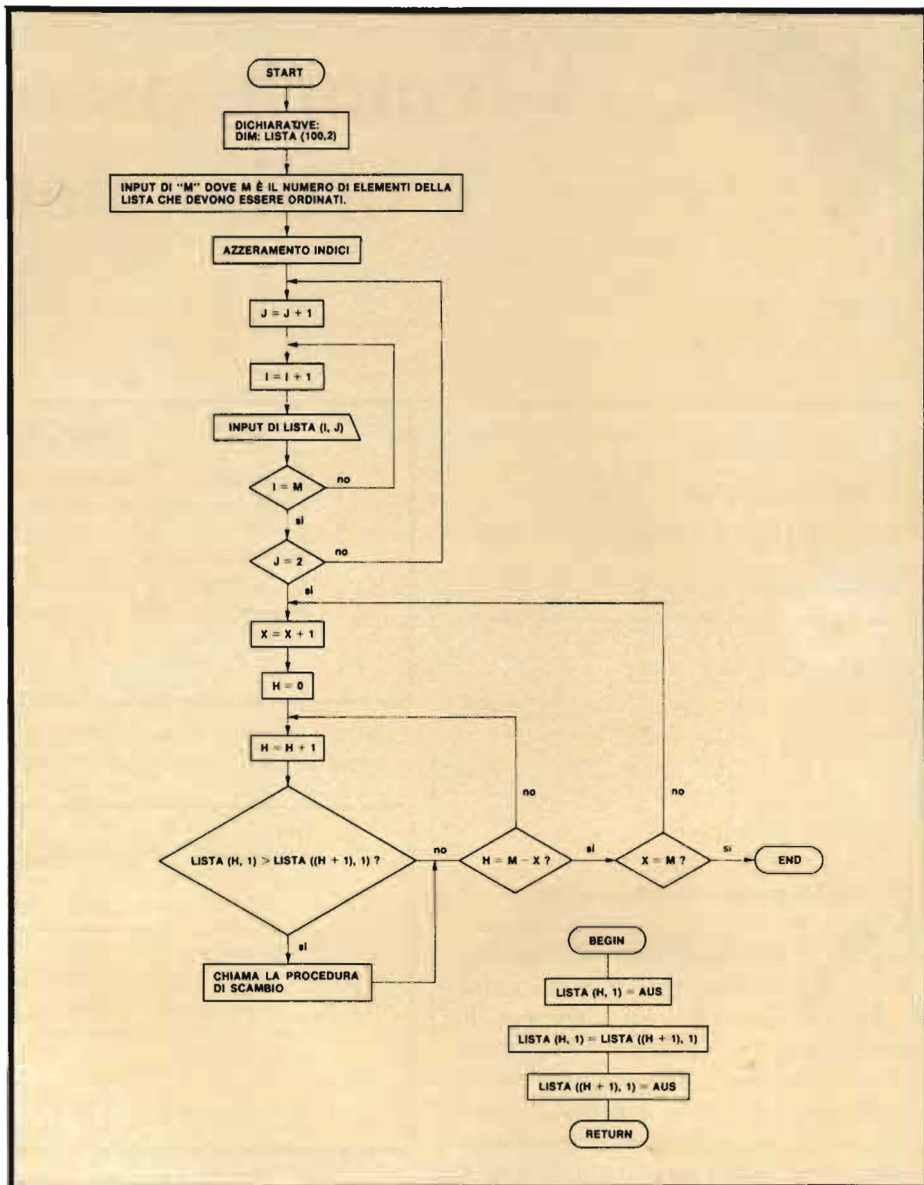 START
DICHIARATIVE:
DIM: LISTA (100,2)
INPUT DI "M" DOVE M È IL NUMERO DI ELEMENTI DELLA
LISTA CHE DEVONO ESSERE ORDINATI.
AZZERAMENTO INDICI
J = J + 1
I = I + 1
INPUT DI LISTA (I, J)
I = M
no
si
J = 2
no
si
X = X + 1
H = 0
H = H + 1
no
no
LISTA (H, 1) > LISTA ((H + 1), 1) ?
no
H = M - X ?
si
X = M ?
si
END
si
CHIAMA LA PROCEDURA
DI SCAMBIO
BEGIN
LISTA (H, 1) = AUS
LISTA (H, 1) = LISTA ((H + 1), 1)
LISTA ((H + 1), 1) = AUS
RETURN